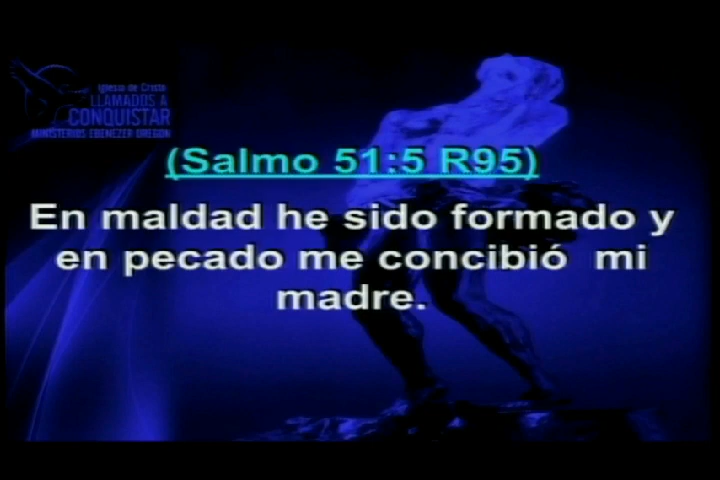 Iglesia de Cristo
LLAMADOS A
CONQUISTAR
MINISTERIOS EBENEZER OREGON
(Salmo 51:5 R95)
En maldad he sido formado y
en pecado me concibió mi
madre.